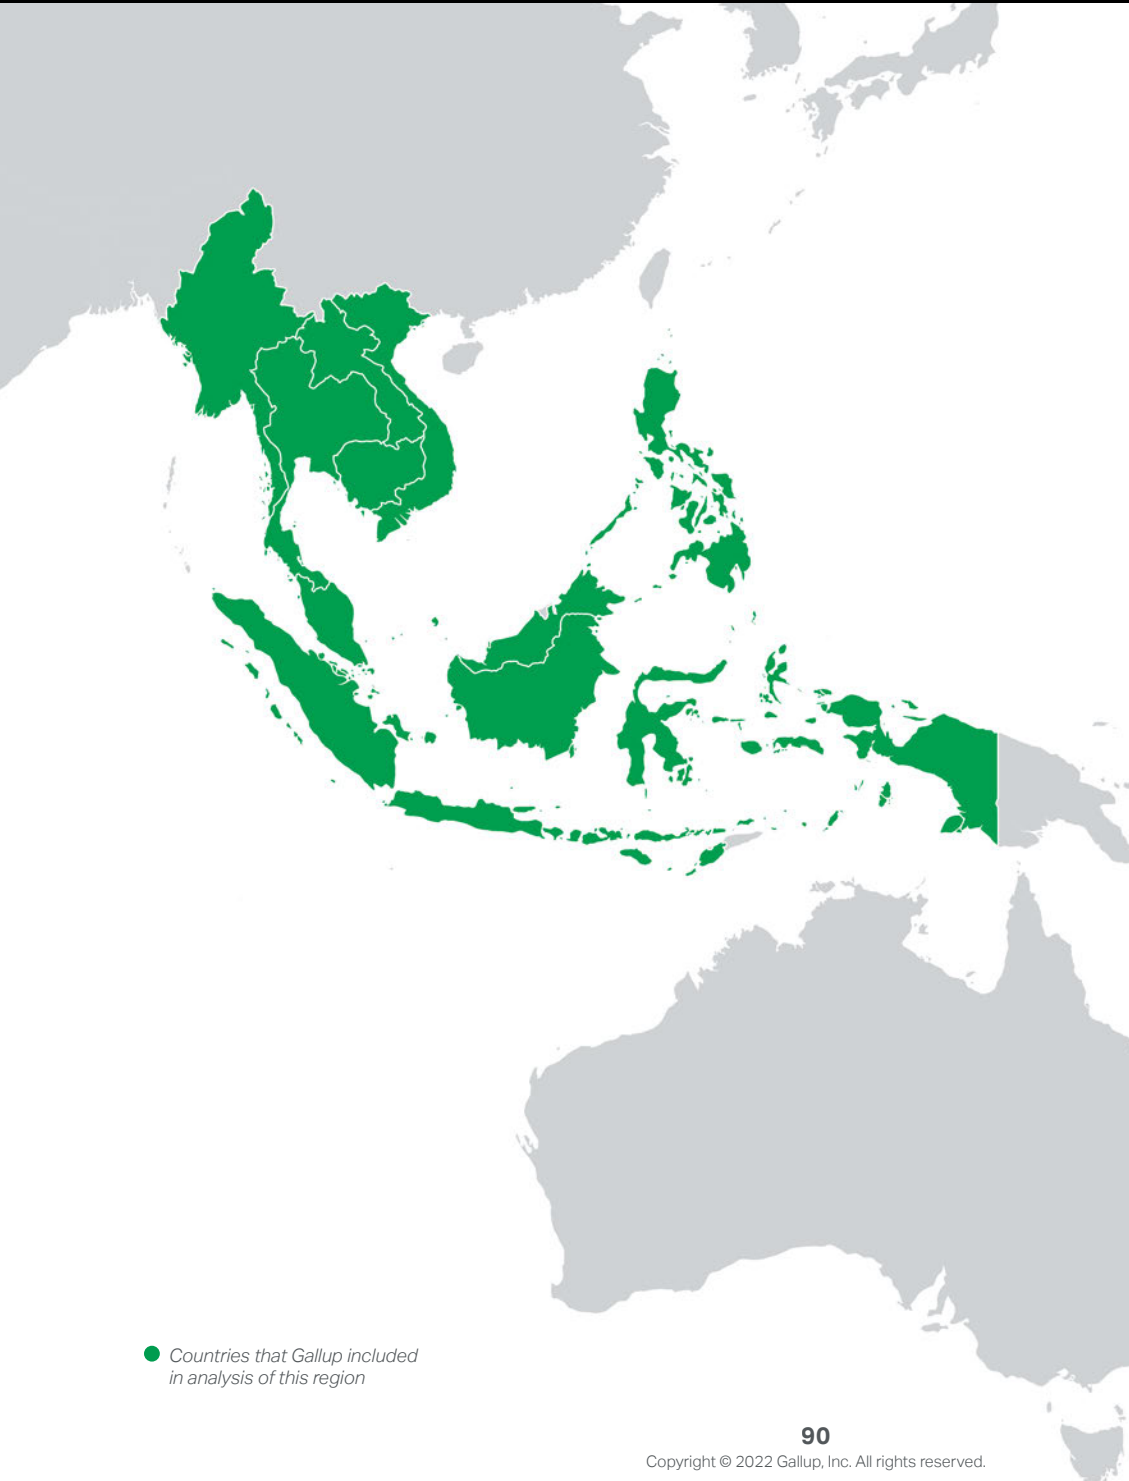 Countries that Gallup included
in analysis of this region
90
Copyright © 2022 Gallup, Inc. All rights reserved.